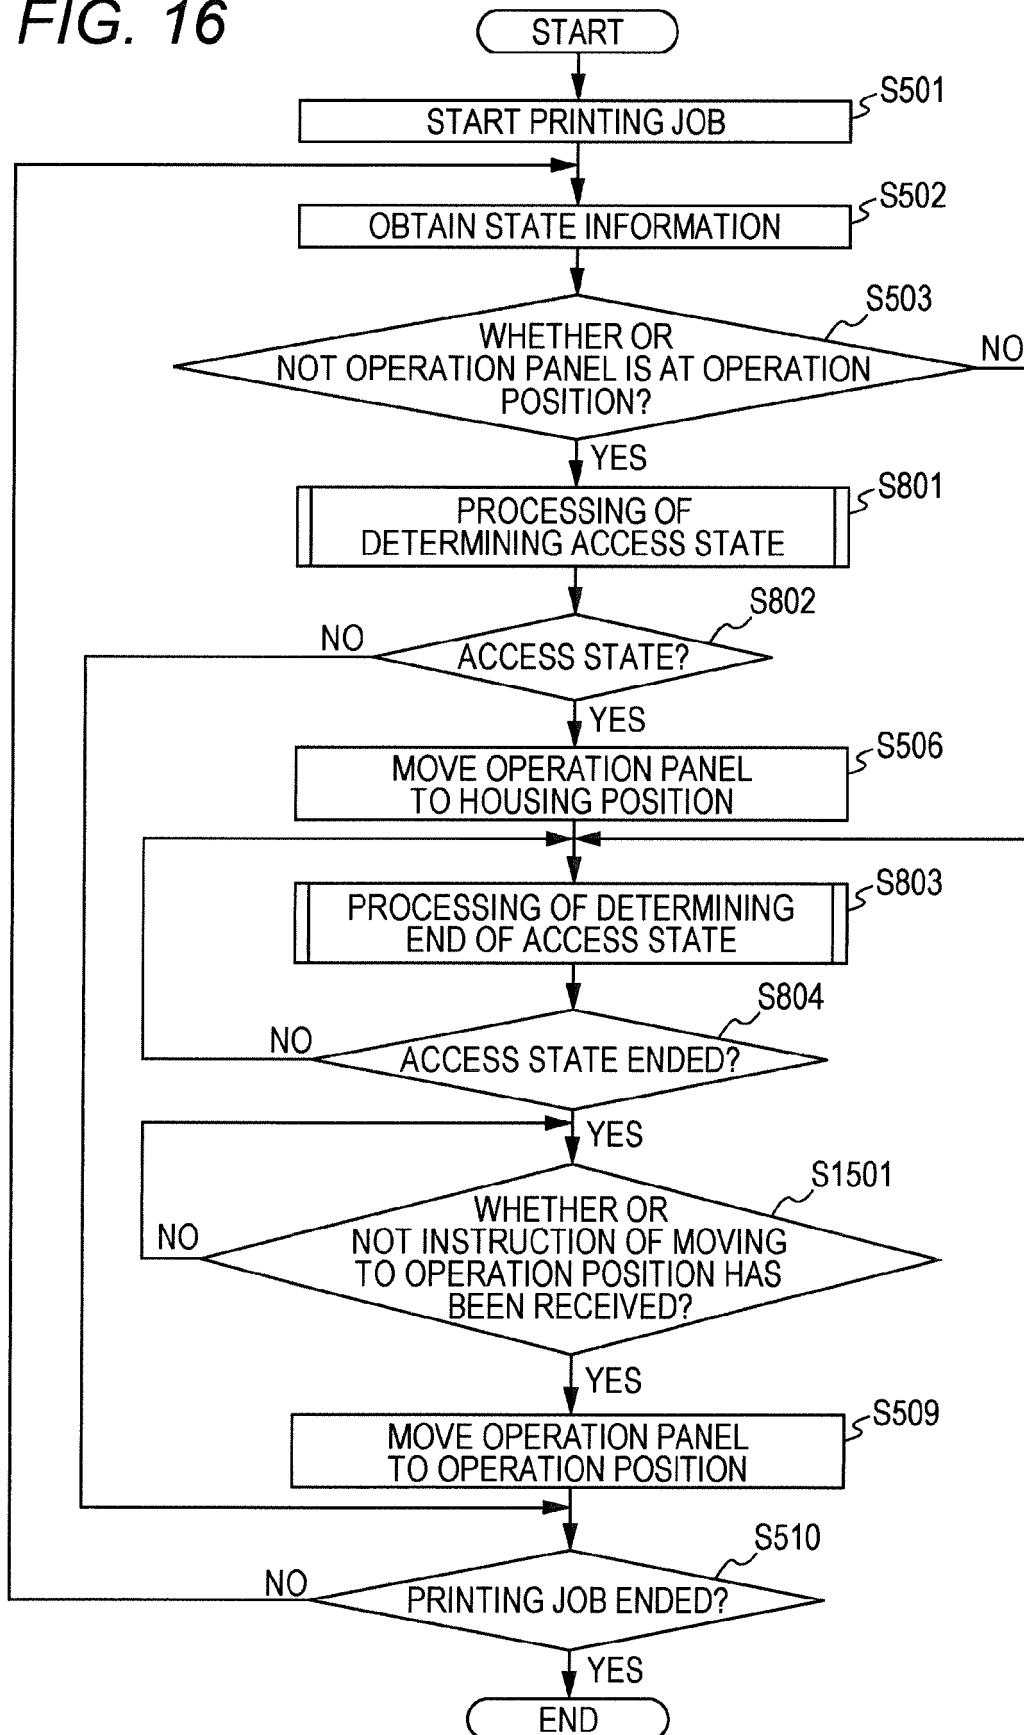 FIG. 16
START
S501
START PRINTING JOB
S502
OBTAIN STATE INFORMATION
S503
WHETHER OR
NOT OPERATION PANEL IS AT OPERATION
POSITION?
NO
YES
S801
PROCESSING OF
DETERMINING ACCESS STATE
S802
NO
ACCESS STATE?
YES
S506
MOVE OPERATION PANEL
TO HOUSING POSITION
S803
PROCESSING OF DETERMINING
END OF ACCESS STATE
S804
NO
ACCESS STATE ENDED?
YES
S1501
WHETHER OR
NOT INSTRUCTION OF MOVING
TO OPERATION POSITION HAS
BEEN RECEIVED?
NO
YES
S509
MOVE OPERATION PANEL
TO OPERATION POSITION
S510
NO
PRINTING JOB ENDED?
YES
END